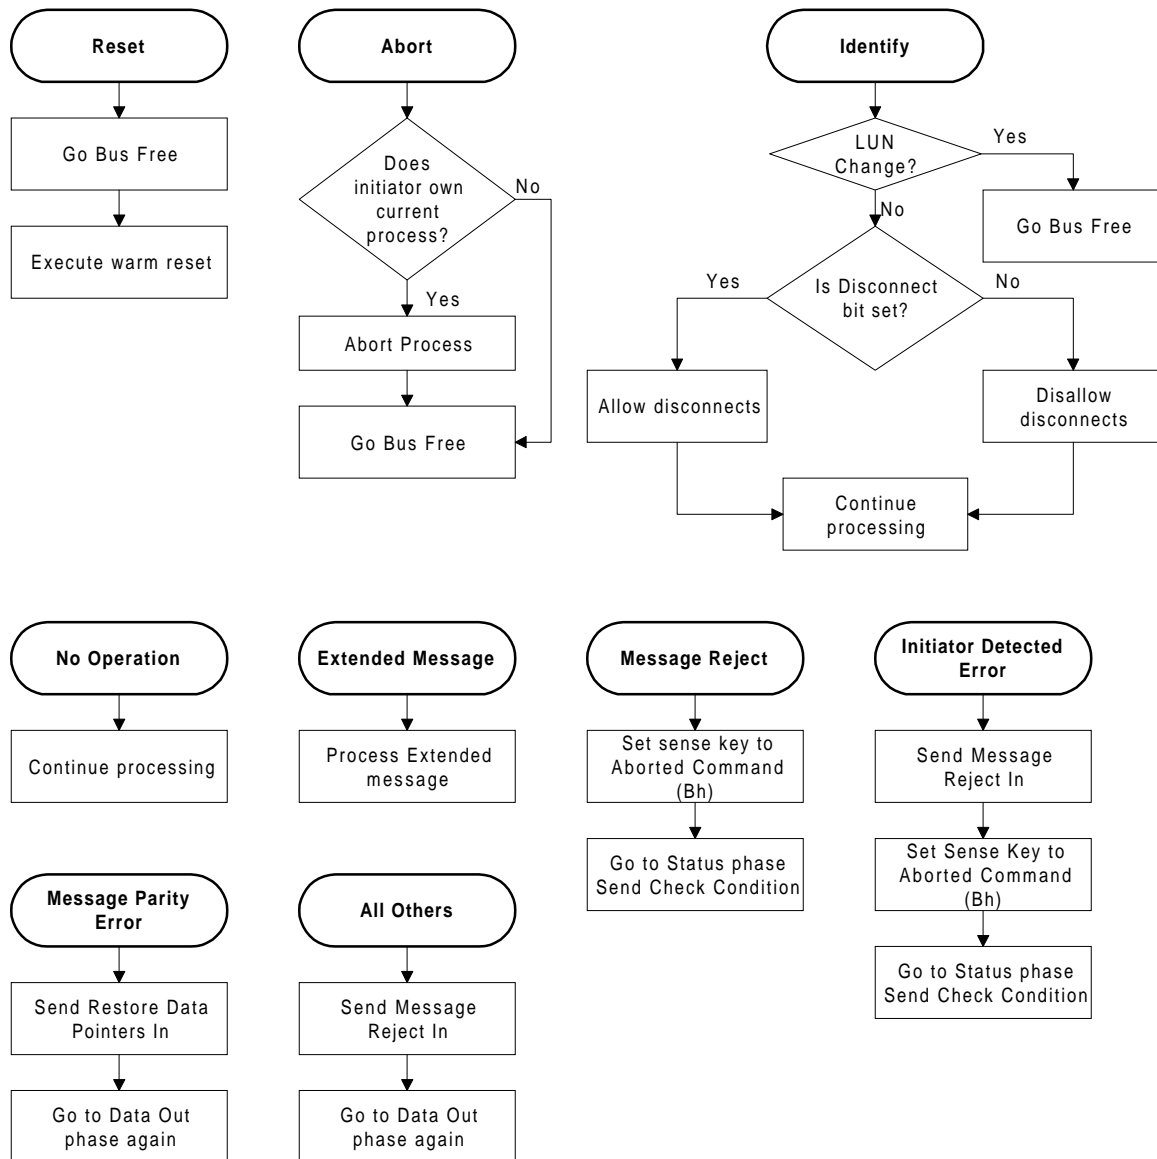 Reset
Go Bus Free
Execute warm reset
Abort
Does
initiator own
current
process?
No
Yes
Abort Process
Go Bus Free
Identify
LUN
Change?
Yes
Go Bus Free
No
Is Disconnect
bit set?
Yes
No
Allow disconnects
Disallow
disconnects
Continue
processing
No Operation
Continue processing
Extended Message
Process Extended
message
Message Reject
Set sense key to
Aborted Command
(Bh)
Go to Status phase
Send Check Condition
Initiator Detected
Error
Send Message
Reject In
Set Sense Key to
Aborted Command
(Bh)
Go to Status phase
Send Check Condition
Message Parity
Error
Send Restore Data
Pointers In
Go to Data Out
phase again
All Others
Send Message
Reject In
Go to Data Out
phase again